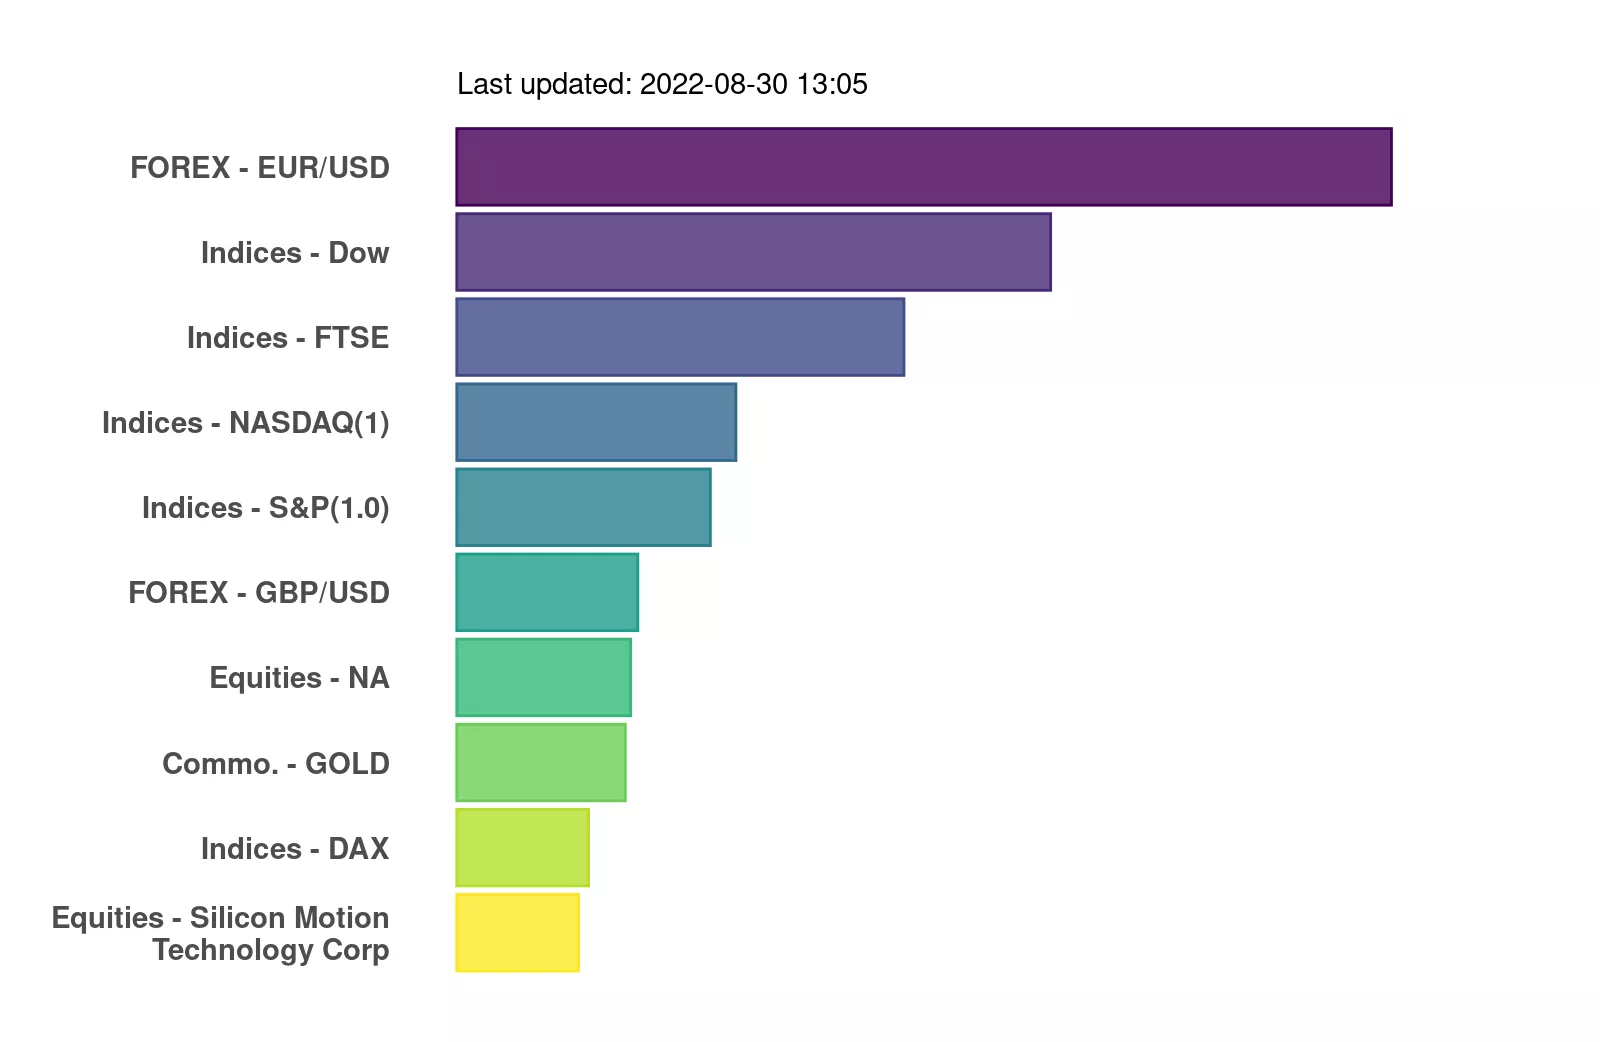 Last updated: 2022-08-30 13:05
FOREX - EUR/USD
Indices - Dow
Indices - FTSE
Indices - NASDAQ(1)
Indices - S&P(1.0)
FOREX - GBP/USD
Equities - NA
Commo. - GOLD
Indices - DAX
Equities - Silicon Motion
Technology Corp